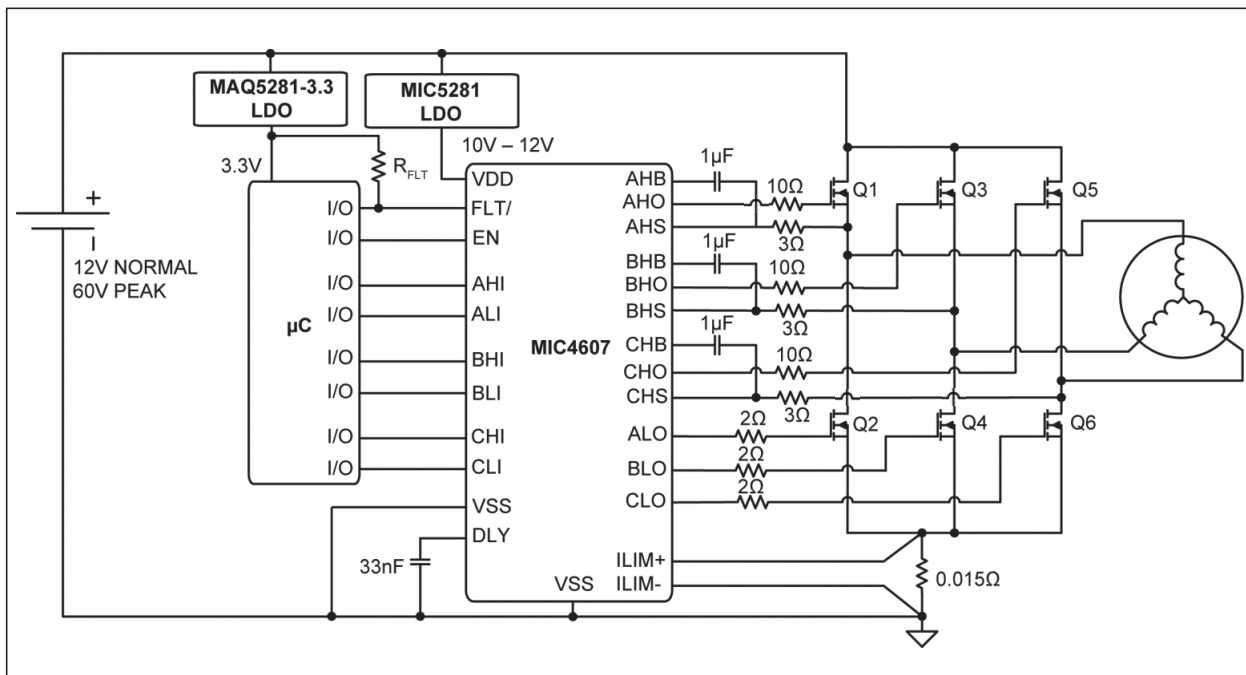 MAQ5281-3.3
LDO
MIC5281
LDO
10V – 12V
3.3V
R_FLT
+
–
12V NORMAL
60V PEAK
µC
I/O
I/O
I/O
I/O
I/O
I/O
I/O
I/O
VDD
FLT/
EN
AHI
ALI
BHI
BLI
CHI
CLI
VSS
DLY
33nF
MIC4607
VSS
AHB
AHO
AHS
BHB
BHO
BHS
CHB
CHO
CHS
ALO
BLO
CLO
ILIM+
ILIM-
1µF
10Ω
3Ω
1µF
10Ω
3Ω
1µF
10Ω
3Ω
2Ω
2Ω
2Ω
Q1
Q3
Q5
Q2
Q4
Q6
0.015Ω